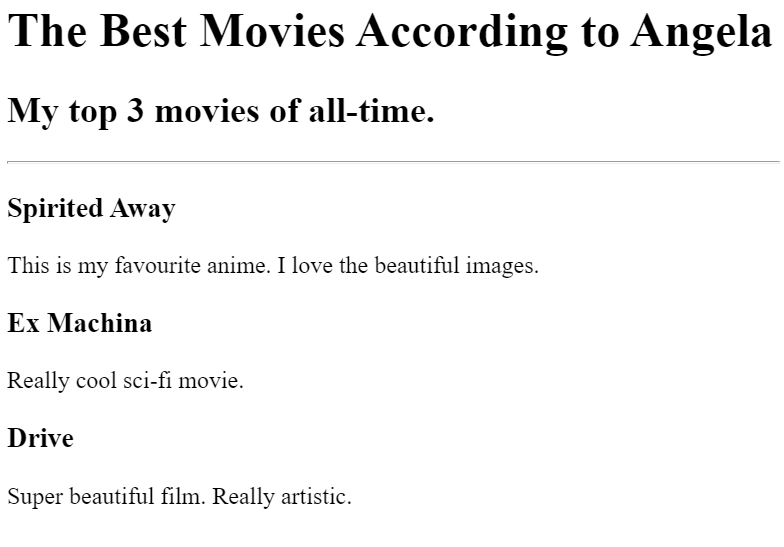 The Best Movies According to Angela
My top 3 movies of all-time.
Spirited Away
This is my favourite anime. I love the beautiful images.
Ex Machina
Really cool sci-fi movie.
Drive
Super beautiful film. Really artistic.